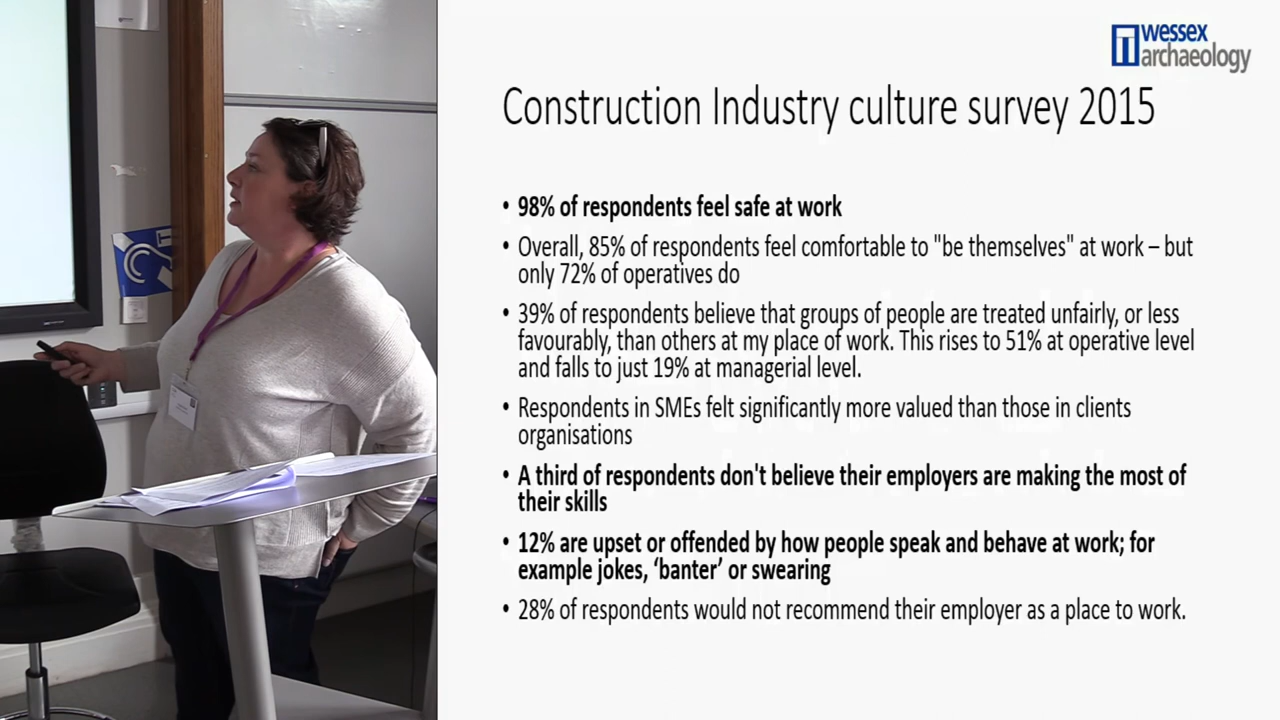 wessex
archaeology
Construction Industry culture survey 2015
• 98% of respondents feel safe at work
• Overall, 85% of respondents feel comfortable to "be themselves" at work – but
only 72% of operatives do
• 39% of respondents believe that groups of people are treated unfairly, or less
favourably, than others at my place of work. This rises to 51% at operative level
and falls to just 19% at managerial level.
• Respondents in SMEs felt significantly more valued than those in clients
organisations
• A third of respondents don't believe their employers are making the most of
their skills
• 12% are upset or offended by how people speak and behave at work; for
example jokes, ‘banter’ or swearing
• 28% of respondents would not recommend their employer as a place to work.